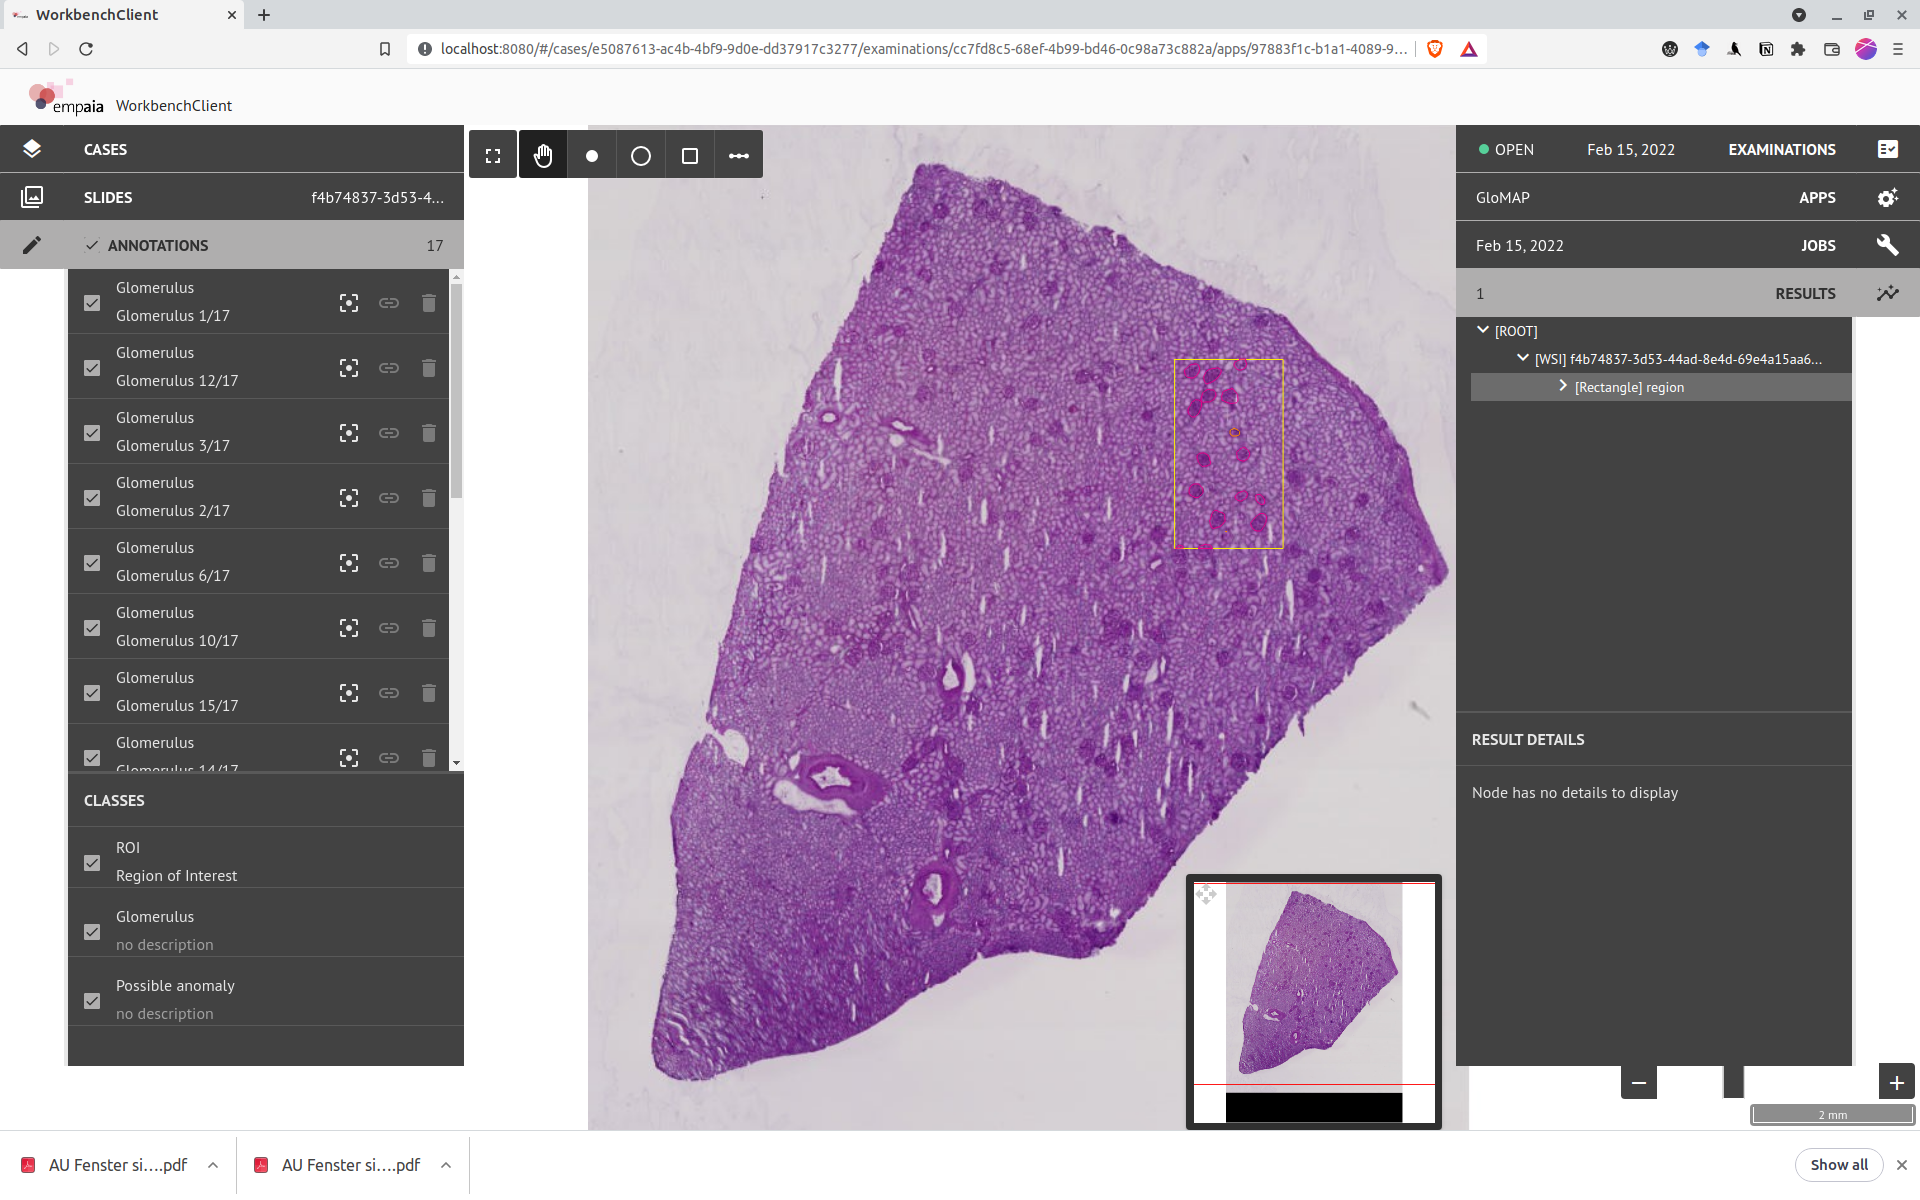 WorkbenchClient
localhost:8080/#/cases/e5087613-ac4b-4bf9-9d0e-dd37917c3277/examinations/cc7fd8c5-68ef-4b99-bd46-0c98a73c882a/apps/97883f1c-b1a1-4089-9...
empaia WorkbenchClient
CASES
SLIDES f4b74837-3d53-4...
ANNOTATIONS 17
Glomerulus
Glomerulus 1/17
Glomerulus
Glomerulus 12/17
Glomerulus
Glomerulus 3/17
Glomerulus
Glomerulus 2/17
Glomerulus
Glomerulus 6/17
Glomerulus
Glomerulus 10/17
Glomerulus
Glomerulus 15/17
Glomerulus
Glomerulus 14/17
CLASSES
ROI
Region of Interest
Glomerulus
no description
Possible anomaly
no description
OPEN Feb 15, 2022 EXAMINATIONS
GloMAP APPS
Feb 15, 2022 JOBS
1 RESULTS
[ROOT]
[WSI] f4b74837-3d53-44ad-8e4d-69e4a15aa6...
[Rectangle] region
RESULT DETAILS
Node has no details to display
2 mm
AU Fenster si....pdf
AU Fenster si....pdf
Show all